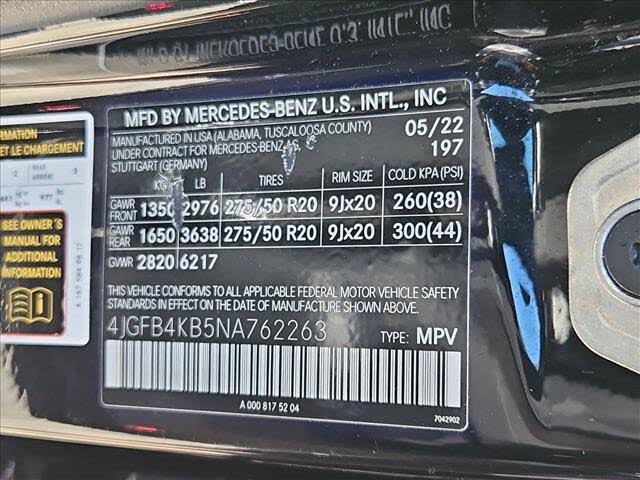 MFD BY MERCEDES-BENZ U.S. INTL., INC
MANUFACTURED IN USA (ALABAMA, TUSCALOOSA COUNTY) 05/22
UNDER CONTRACT FOR MERCEDES-BENZ 197
STUTTGART (GERMANY)
KG LB TIRES RIM SIZE COLD KPA (PSI)
GAWR FRONT 1350 2976 275/50 R20 9Jx20 260(38)
GAWR REAR 1650 3638 275/50 R20 9Jx20 300(44)
GVWR 2820 6217
THIS VEHICLE CONFORMS TO ALL APPLICABLE FEDERAL MOTOR VEHICLE SAFETY
STANDARDS IN EFFECT ON THE DATE OF MANUFACTURE SHOWN ABOVE.
4JGFB4KB5NA762263 TYPE: MPV
A 000 817 52 04
7042902
ORMATION
ET LE CHARGEMENT
SEE OWNER'S
MANUAL FOR
ADDITIONAL
INFORMATION